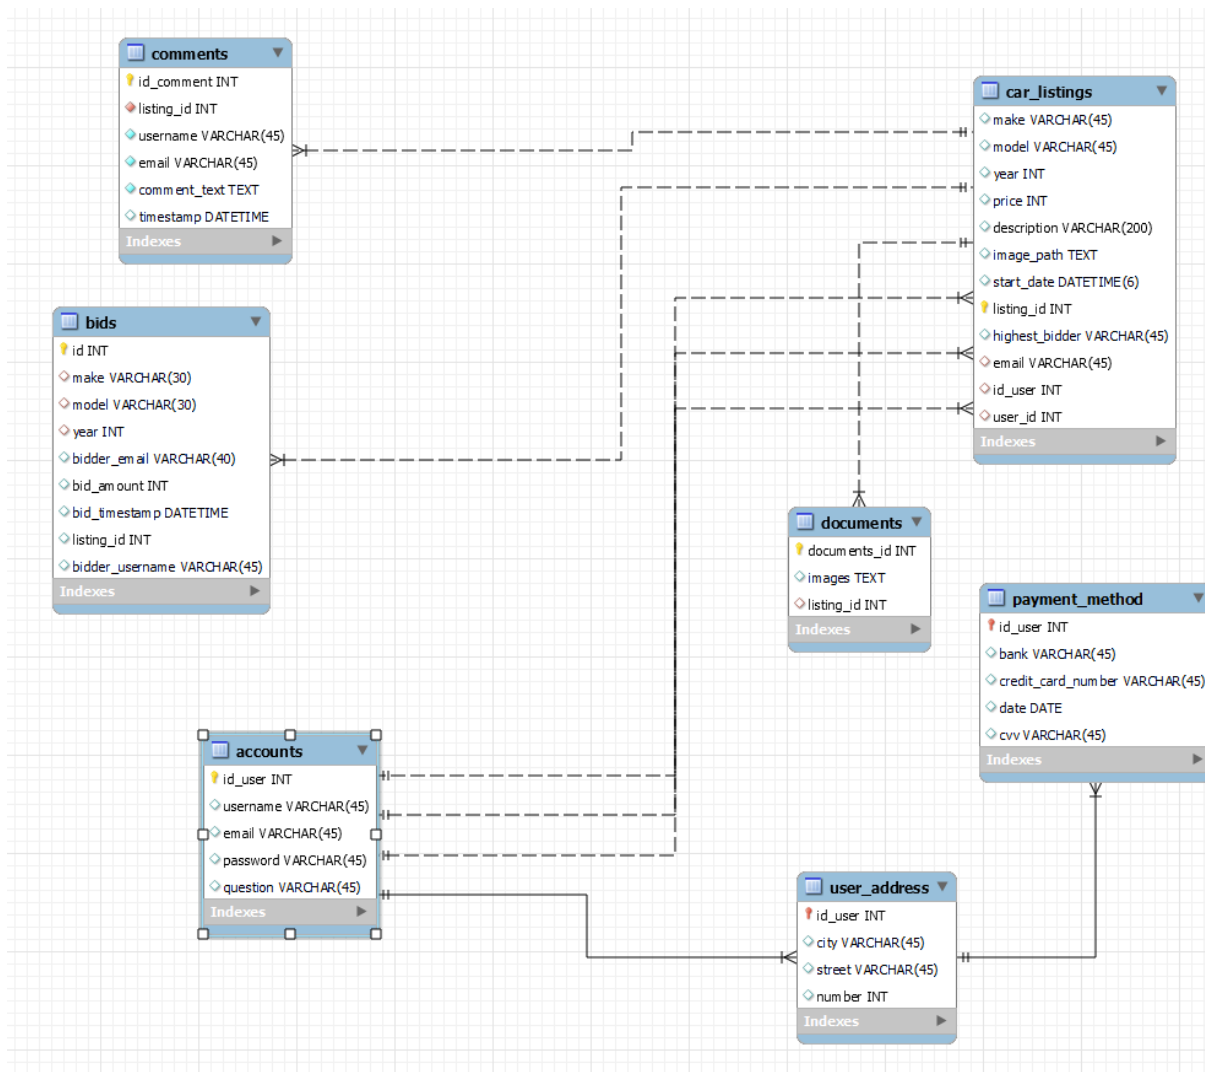 comments
id_comment INT
listing_id INT
username VARCHAR(45)
email VARCHAR(45)
comment_text TEXT
timestamp DATETIME
Indexes
car_listings
make VARCHAR(45)
model VARCHAR(45)
year INT
price INT
description VARCHAR(200)
image_path TEXT
start_date DATETIME(6)
listing_id INT
highest_bidder VARCHAR(45)
email VARCHAR(45)
id_user INT
user_id INT
Indexes
bids
id INT
make VARCHAR(30)
model VARCHAR(30)
year INT
bidder_email VARCHAR(40)
bid_amount INT
bid_timestamp DATETIME
listing_id INT
bidder_username VARCHAR(45)
Indexes
documents
documents_id INT
images TEXT
listing_id INT
Indexes
payment_method
id_user INT
bank VARCHAR(45)
credit_card_number VARCHAR(45)
date DATE
cvv VARCHAR(45)
Indexes
accounts
id_user INT
username VARCHAR(45)
email VARCHAR(45)
password VARCHAR(45)
question VARCHAR(45)
Indexes
user_address
id_user INT
city VARCHAR(45)
street VARCHAR(45)
number INT
Indexes